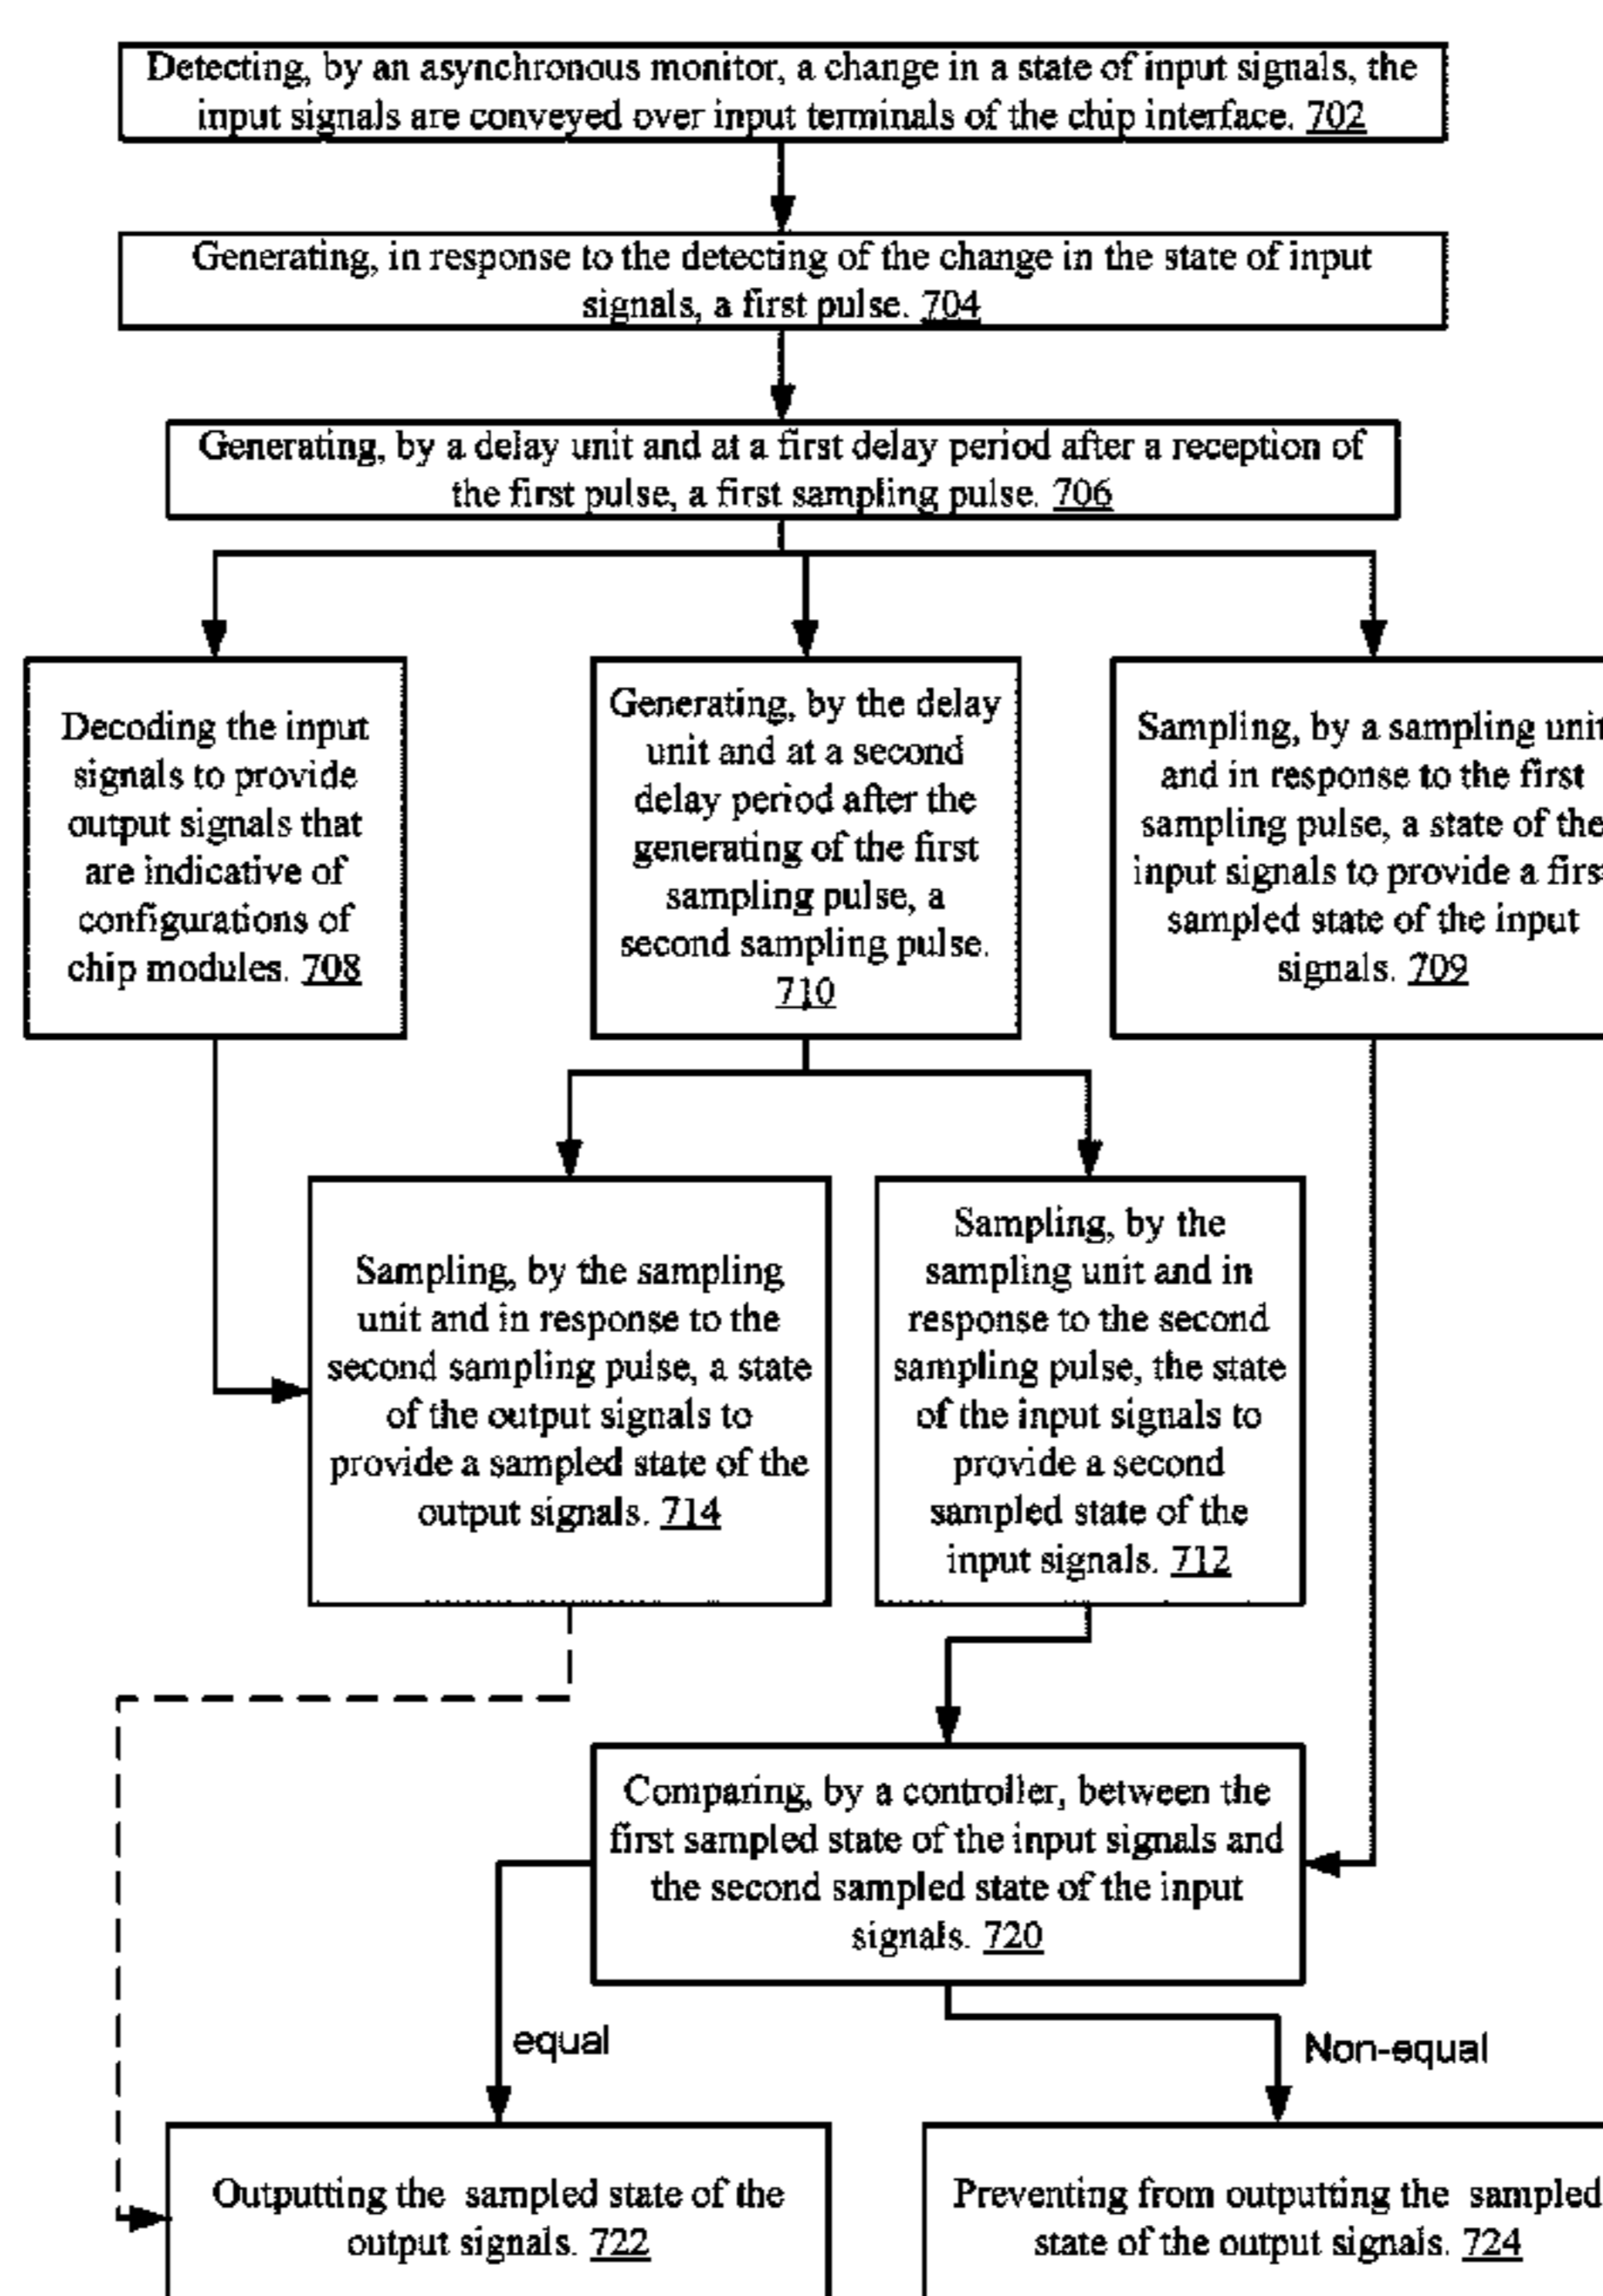 Detecting, by an asynchronous monitor, a change in a state of input signals, the
input signals are conveyed over input terminals of the chip interface. 702
Generating, in response to the detecting of the change in the state of input
signals, a first pulse. 704
Generating, by a delay unit and at a first delay period after a reception of
the first pulse, a first sampling pulse. 706
Decoding the input
signals to provide
output signals that
are indicative of
configurations of
chip modules. 708
Generating, by the delay
unit and at a second
delay period after the
generating of the first
sampling pulse, a
second sampling pulse.
710
Sampling, by a sampling unit
and in response to the first
sampling pulse, a state of the
input signals to provide a first
sampled state of the input
signals. 709
Sampling, by the sampling
unit and in response to the
second sampling pulse, a state
of the output signals to
provide a sampled state of the
output signals. 714
Sampling, by the
sampling unit and in
response to the second
sampling pulse, the state
of the input signals to
provide a second
sampled state of the
input signals. 712
Comparing, by a controller, between the
first sampled state of the input signals and
the second sampled state of the input
signals. 720
equal
Non-equal
Outputting the sampled state of the
output signals. 722
Preventing from outputting the sampled
state of the output signals. 724